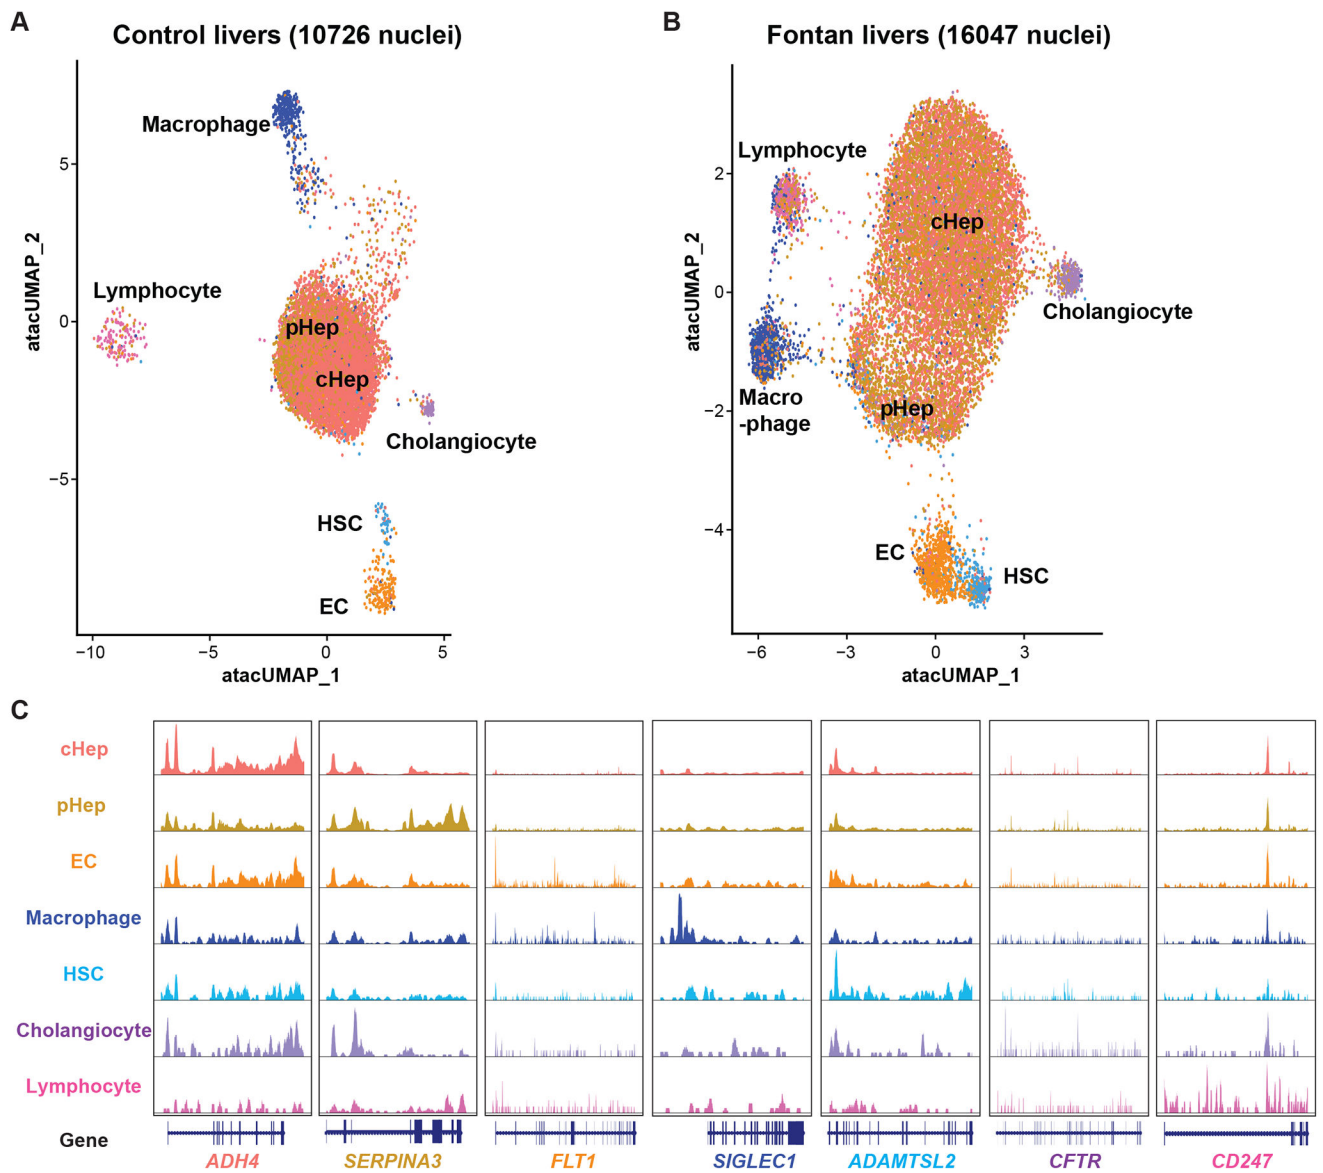 A
Control livers (10726 nuclei)
Macrophage
Lymphocyte
pHep
cHep
Cholangiocyte
HSC
EC
5
0
−5
−10
−5
0
5
atacUMAP_1
atacUMAP_2
B
Fontan livers (16047 nuclei)
Lymphocyte
cHep
Cholangiocyte
Macro
-phage
pHep
EC
HSC
2
0
−2
−4
−6
−3
0
3
atacUMAP_1
atacUMAP_2
C
cHep
pHep
EC
Macrophage
HSC
Cholangiocyte
Lymphocyte
Gene
ADH4
SERPINA3
FLT1
SIGLEC1
ADAMTSL2
CFTR
CD247